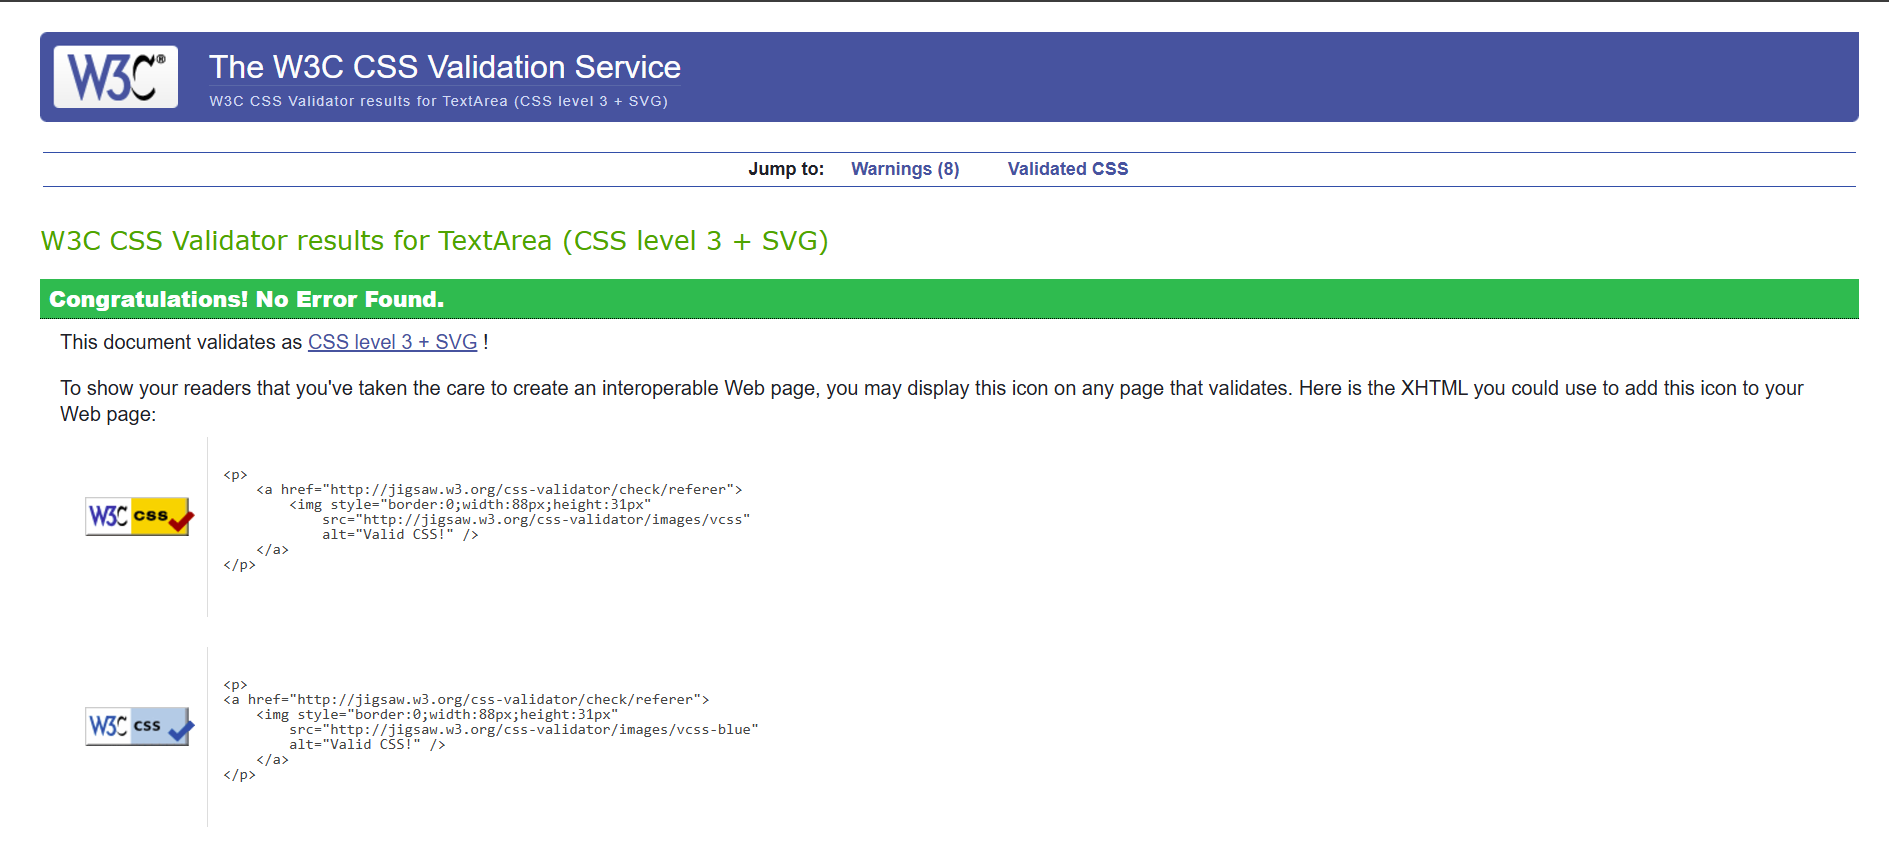 W3C®
The W3C CSS Validation Service
W3C CSS Validator results for TextArea (CSS level 3 + SVG)
Jump to: Warnings (8) Validated CSS
W3C CSS Validator results for TextArea (CSS level 3 + SVG)
Congratulations! No Error Found.
This document validates as CSS level 3 + SVG !
To show your readers that you've taken the care to create an interoperable Web page, you may display this icon on any page that validates. Here is the XHTML you could use to add this icon to your
Web page:
W3C css
<p>
    <a href="http://jigsaw.w3.org/css-validator/check/referer">
        <img style="border:0;width:88px;height:31px"
            src="http://jigsaw.w3.org/css-validator/images/vcss"
            alt="Valid CSS!" />
    </a>
</p>
W3C css
<p>
<a href="http://jigsaw.w3.org/css-validator/check/referer">
    <img style="border:0;width:88px;height:31px"
        src="http://jigsaw.w3.org/css-validator/images/vcss-blue"
        alt="Valid CSS!" />
    </a>
</p>